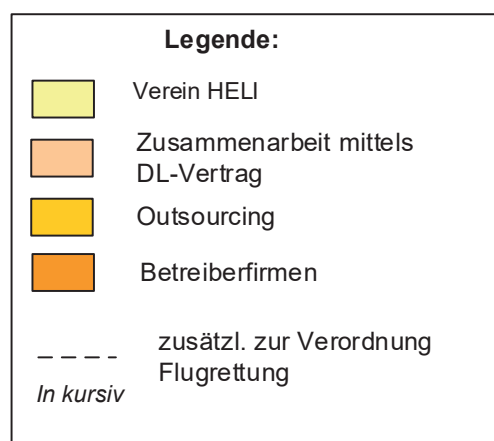 Legende:
Verein HELI
Zusammenarbeit mittels
DL-Vertrag
Outsourcing
Betreiberfirmen
zusätzl. zur Verordnung
Flugrettung
In kursiv